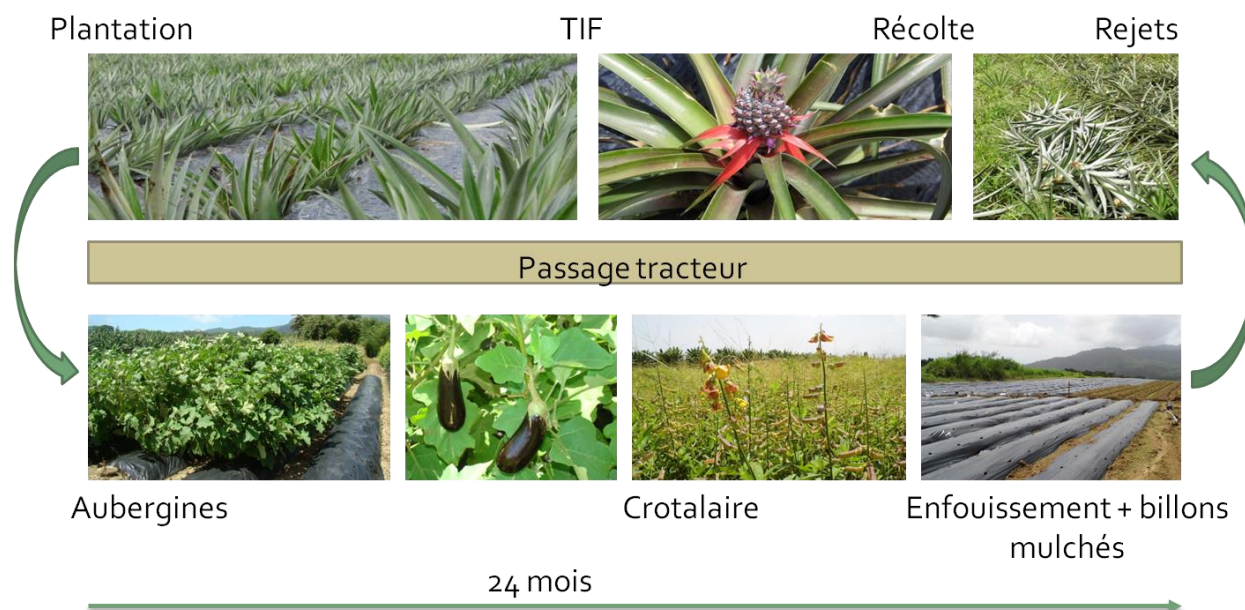 Plantation
TIF
Récolte
Rejets
Passage tracteur
Aubergines
Crotalaire
Enfouissement + billons
mulchés
24 mois